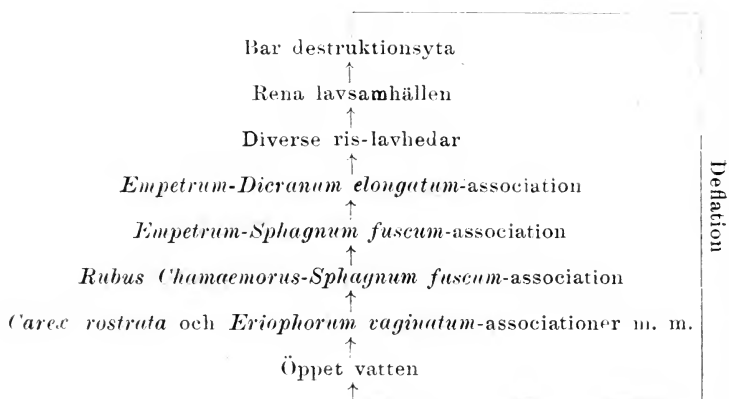 Bar destruktionsyta
↑
Rena lavsamhällen
↑
Diverse ris-lavhedar
↑
Empetrum-Dicranum elongatum-association
↑
Empetrum-Sphagnum fuscum-association
↑
Rubus Chamaemorus-Sphagnum fuscum-association
↑
Carex rostrata och Eriophorum vaginatum-associationer m. m.
↑
Öppet vatten
↑
Deflation